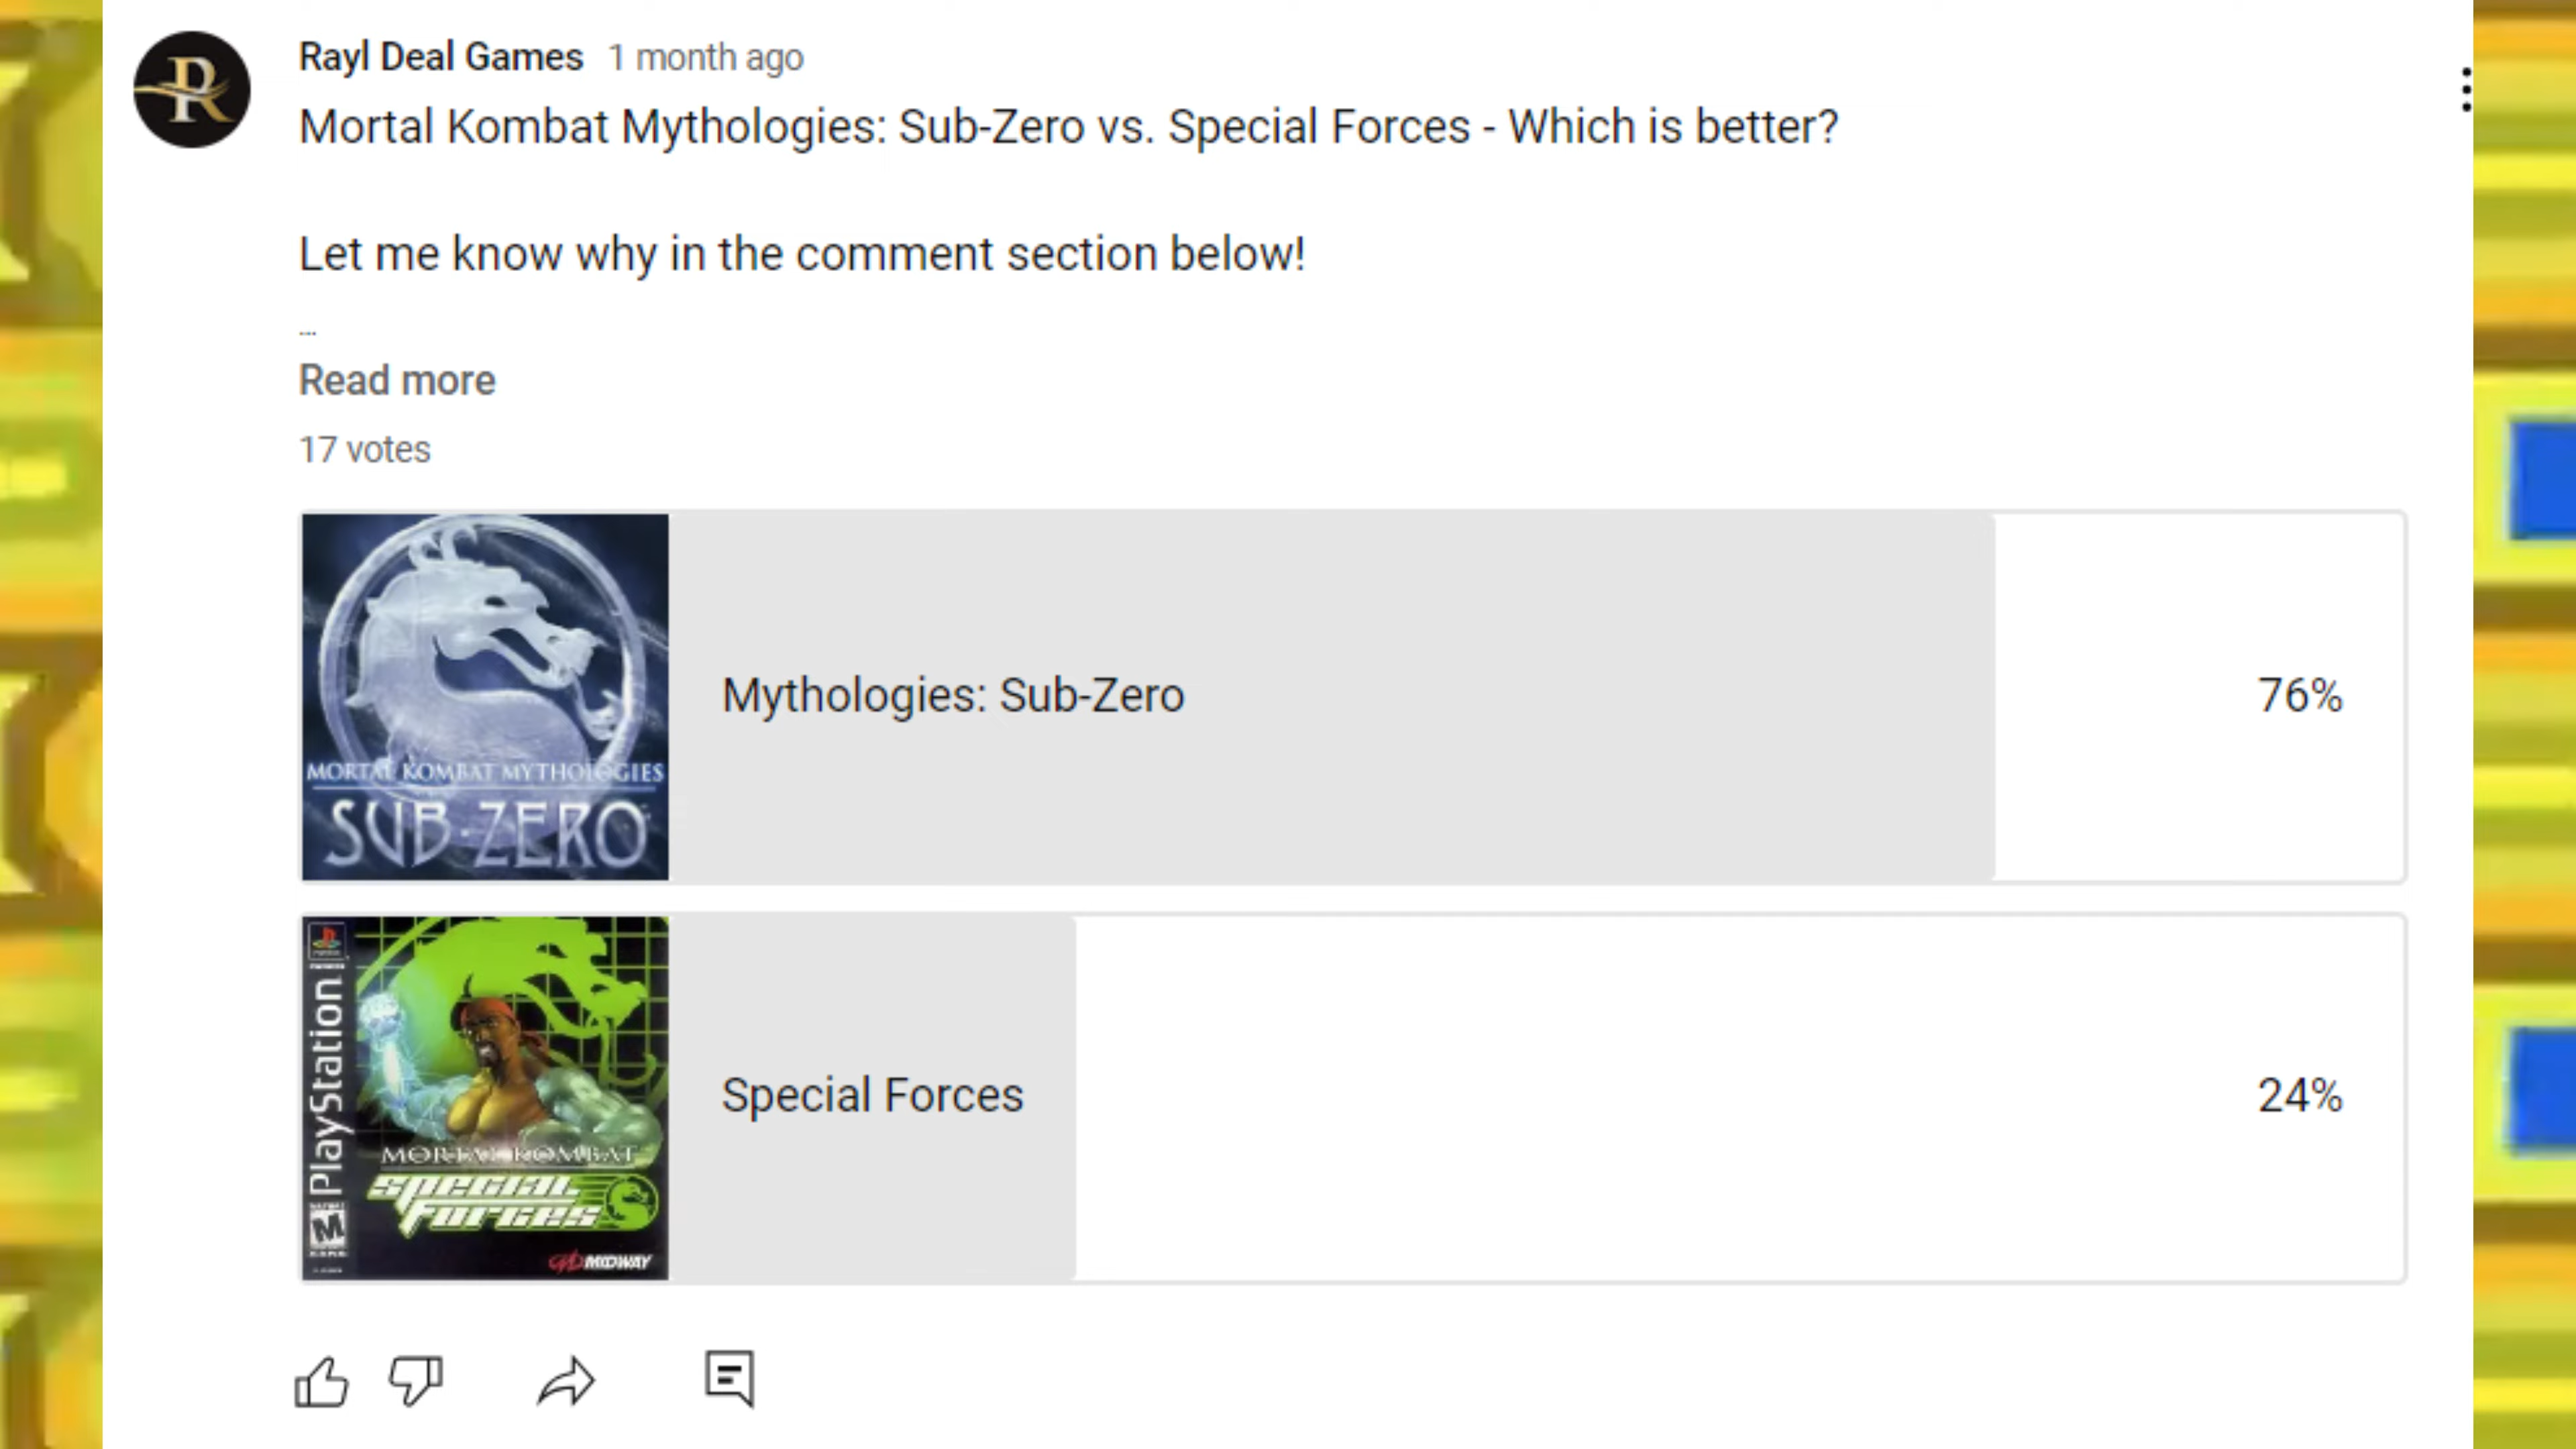 Rayl Deal Games 1 month ago
Mortal Kombat Mythologies: Sub-Zero vs. Special Forces - Which is better?
Let me know why in the comment section below!
...
Read more
17 votes
MORTAL KOMBAT MYTHOLOGIES
SUB-ZERO
Mythologies: Sub-Zero
76%
PlayStation
MORTAL KOMBAT
special
forces
M
MIDWAY
Special Forces
24%